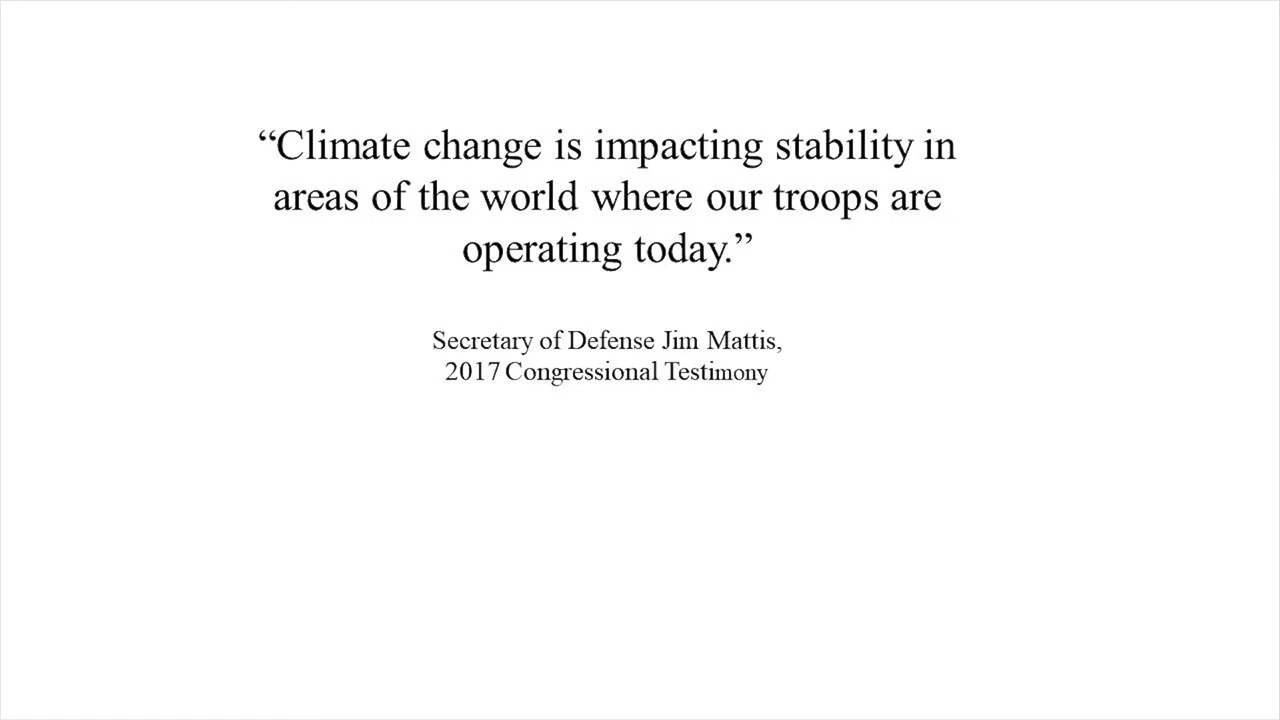 “Climate change is impacting stability in
areas of the world where our troops are
operating today.”
Secretary of Defense Jim Mattis,
2017 Congressional Testimony